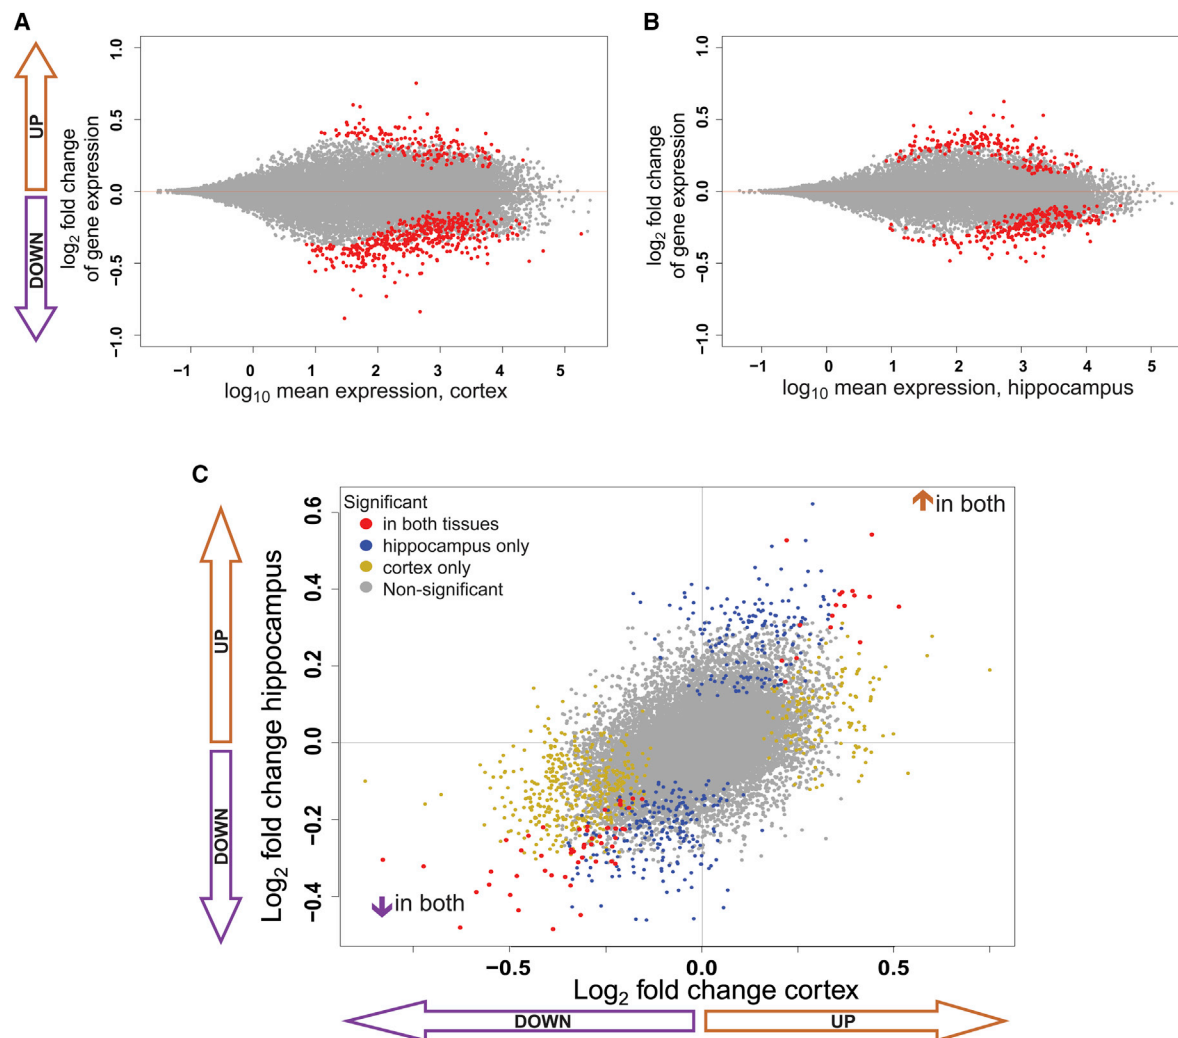 A
UP
DOWN
log2 fold change
of gene expression
1.0
0.5
0.0
−0.5
−1.0
−1 0 1 2 3 4 5
log10 mean expression, cortex
B
log2 fold change
of gene expression
1.0
0.5
0.0
−0.5
−1.0
−1 0 1 2 3 4 5
log10 mean expression, hippocampus
C
UP
DOWN
Log2 fold change hippocampus
0.6
0.4
0.2
0.0
−0.2
−0.4
Significant
in both tissues
hippocampus only
cortex only
Non-significant
in both
in both
−0.5 0.0 0.5
Log2 fold change cortex
DOWN UP